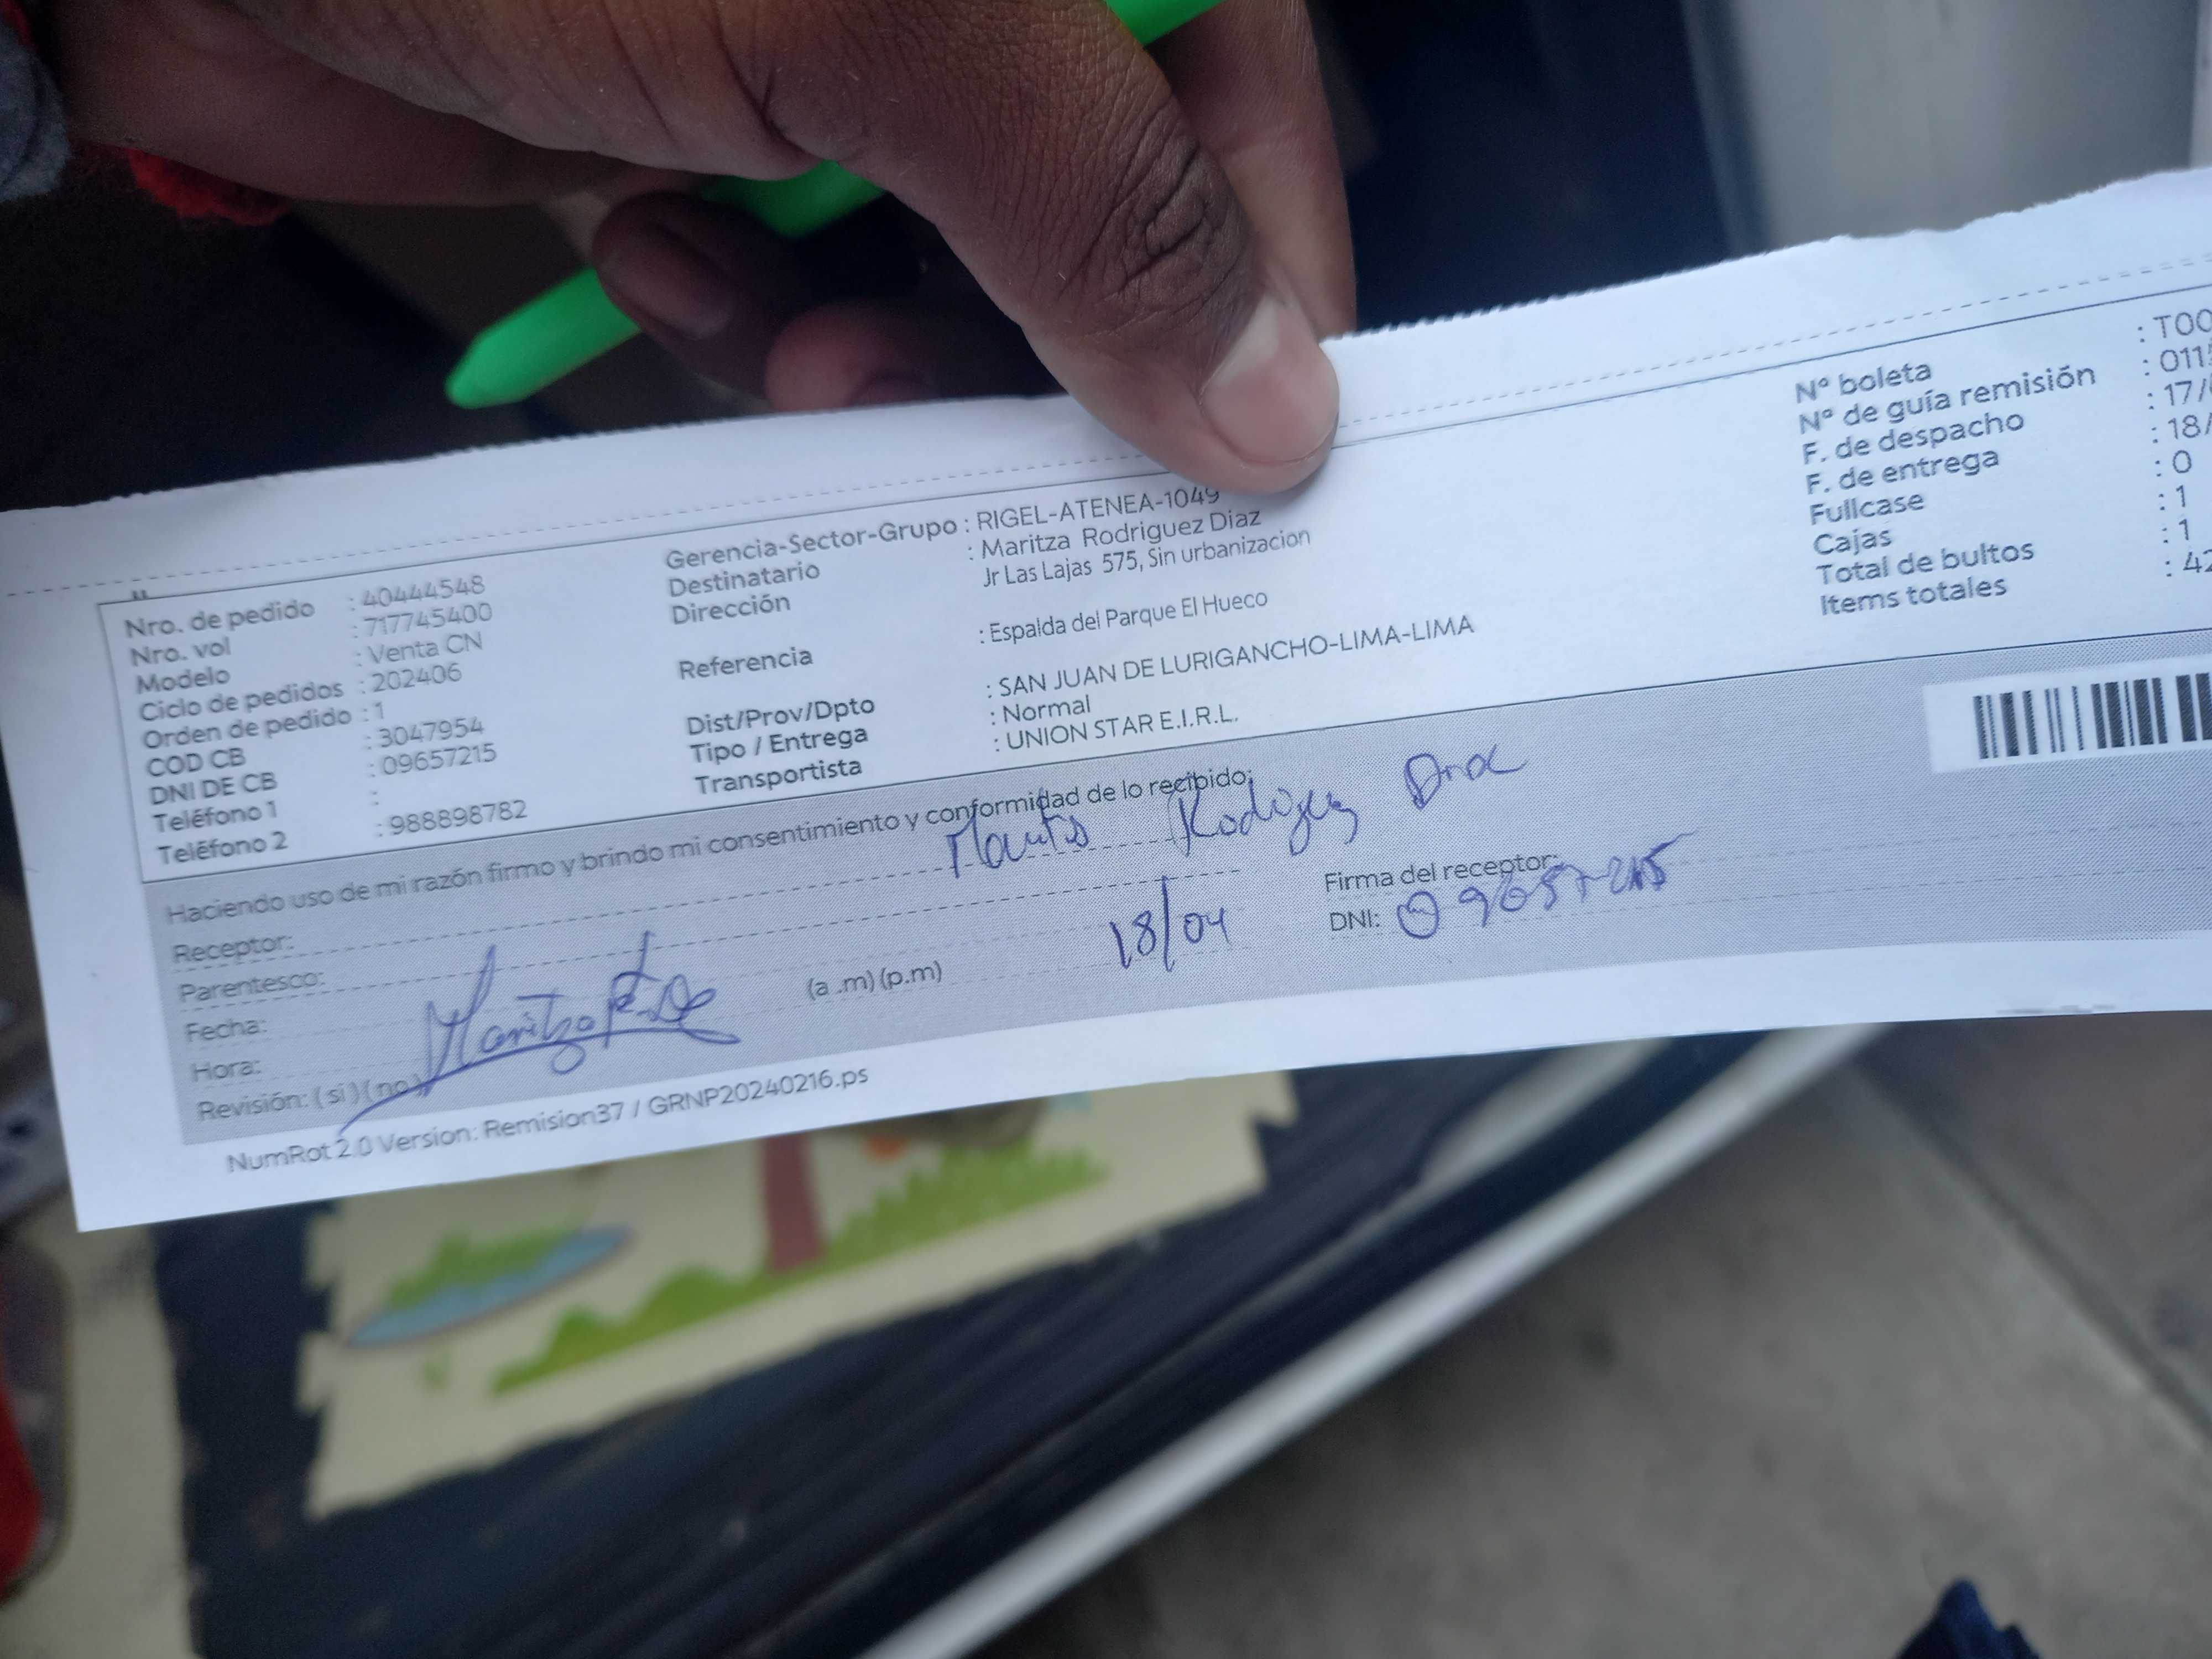 Nro. de pedido : 40444548
Nro. vol : 717745400
Modelo : Venta CN
Ciclo de pedidos : 202406
Orden de pedido : 1
COD CB : 3047954
DNI DE CB : 09657215
Teléfono 1 :
Teléfono 2 : 988898782
Gerencia-Sector-Grupo : RIGEL-ATENEA-1049
Destinatario : Maritza Rodriguez Diaz
Dirección Jr Las Lajas 575, Sin urbanizacion
Referencia : Espalda del Parque El Hueco
Dist/Prov/Dpto : SAN JUAN DE LURIGANCHO-LIMA-LIMA
Tipo / Entrega : Normal
Transportista : UNION STAR E.I.R.L.
N° boleta : T00
N° de guía remisión : 011
F. de despacho : 17/
F. de entrega : 18/
Fullcase : 0
Cajas : 1
Total de bultos : 1
Items totales : 42
Haciendo uso de mi razón firmo y brindo mi consentimiento y conformidad de lo recibido:
Receptor: Rodriguez
Parentesco:
Fecha: 18/04
Hora: (a .m) (p.m)
Revisión: ( si ) ( no )
Firma del receptor:
DNI: 09657215
NumRot 2.0 Version: Remision37 / GRNP20240216.ps